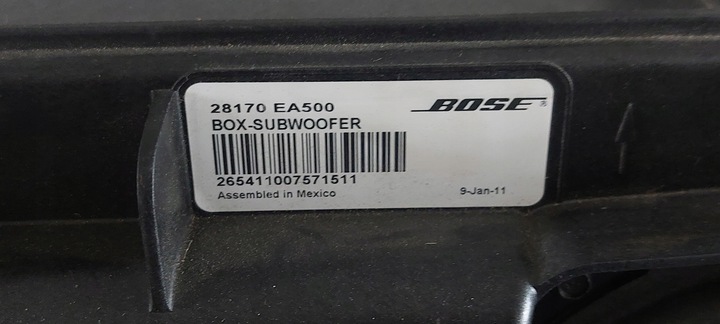 28170 EA500
BOSE®
BOX-SUBWOOFER
265411007571511
Assembled in Mexico
9-Jan-11